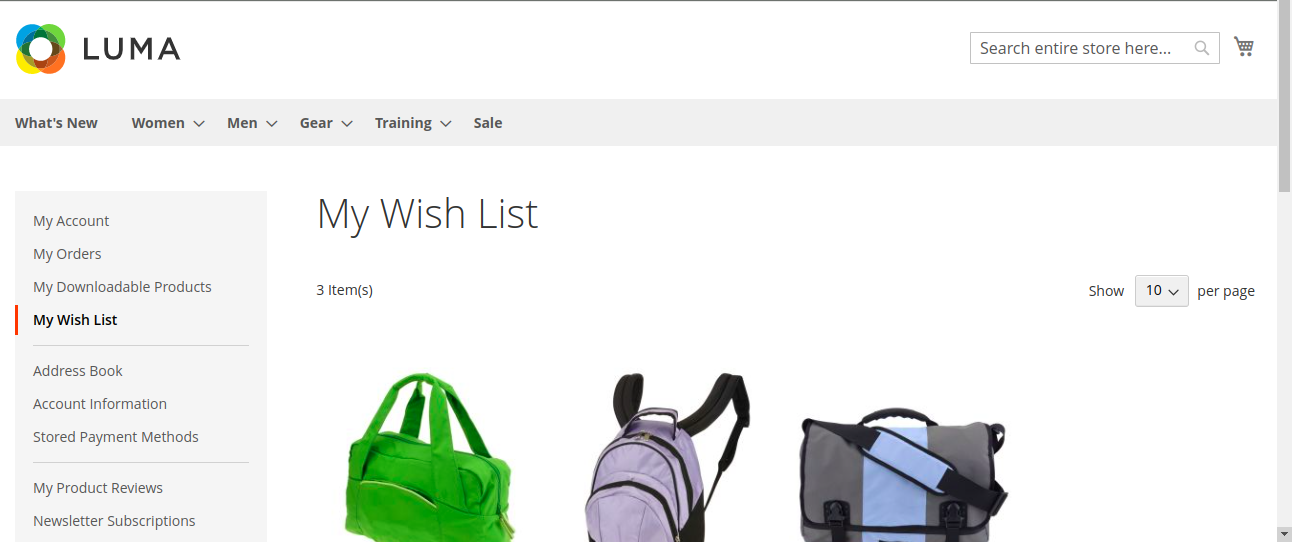 LUMA
Search entire store here...
What's New Women Men Gear Training Sale
My Account
My Orders
My Downloadable Products
My Wish List
Address Book
Account Information
Stored Payment Methods
My Product Reviews
Newsletter Subscriptions
My Wish List
3 Item(s)
Show 10 per page